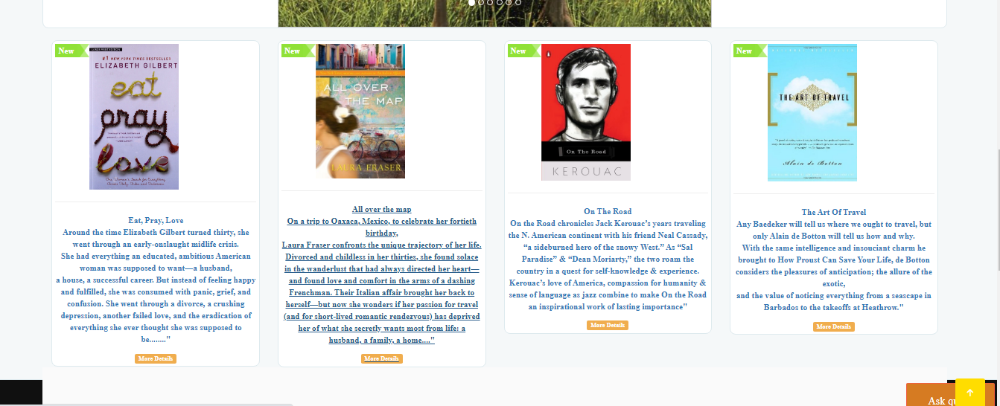 New
LARGE PRINT EDITION
#1 NEW YORK TIMES BESTSELLER
ELIZABETH GILBERT
eat
pray
love
One Woman's Search for Everything
Across Italy, India and Indonesia
Eat, Pray, Love
Around the time Elizabeth Gilbert turned thirty, she
went through an early-onslaught midlife crisis.
She had everything an educated, ambitious American
woman was supposed to want—a husband,
a house, a successful career. But instead of feeling happy
and fulfilled, she was consumed with panic, grief, and
confusion. She went through a divorce, a crushing
depression, another failed love, and the eradication of
everything she ever thought she was supposed to
be........"
More Details
New
ALL OVER
THE MAP
LAURA FRASER
All over the map
On a trip to Oaxaca, Mexico, to celebrate her fortieth
birthday,
Laura Fraser confronts the unique trajectory of her life.
Divorced and childless in her thirties, she found solace
in the wanderlust that had always directed her heart—
and found love and comfort in the arms of a dashing
Frenchman. Their Italian affair brought her back to
herself—but now she wonders if her passion for travel
(and for short-lived romantic rendezvous) has deprived
her of what she secretly wants most from life: a
husband, a family, a home...."
More Details
New
On The Road
KEROUAC
On The Road
On the Road chronicles Jack Kerouac’s years traveling
the N. American continent with his friend Neal Cassady,
“a sideburned hero of the snowy West.” As “Sal
Paradise” & “Dean Moriarty,” the two roam the
country in a quest for self-knowledge & experience.
Kerouac’s love of America, compassion for humanity &
sense of language as jazz combine to make On the Road
an inspirational work of lasting importance"
More Details
New
THE ART OF TRAVEL
Alain de Botton
The Art Of Travel
Any Baedeker will tell us where we ought to travel, but
only Alain de Botton will tell us how and why.
With the same intelligence and insouciant charm he
brought to How Proust Can Save Your Life, de Botton
considers the pleasures of anticipation; the allure of the
exotic,
and the value of noticing everything from a seascape in
Barbados to the takeoffs at Heathrow."
More Details
Ask